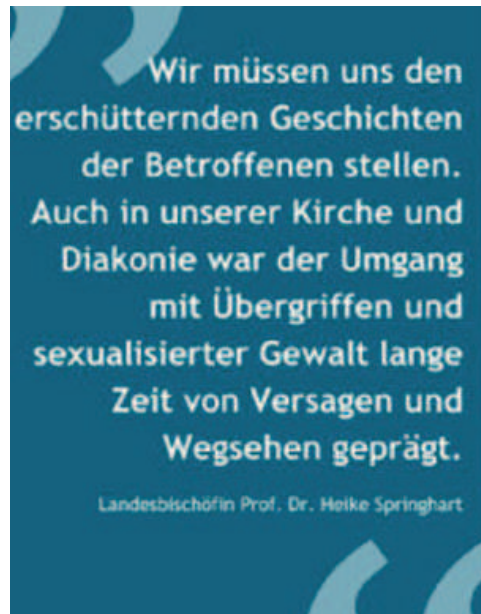 Wir müssen uns den
erschütternden Geschichten
der Betroffenen stellen.
Auch in unserer Kirche und
Diakonie war der Umgang
mit Übergriffen und
sexualisierter Gewalt lange
Zeit von Versagen und
Wegsehen geprägt.
Landesbischöfin Prof. Dr. Heike Springhart